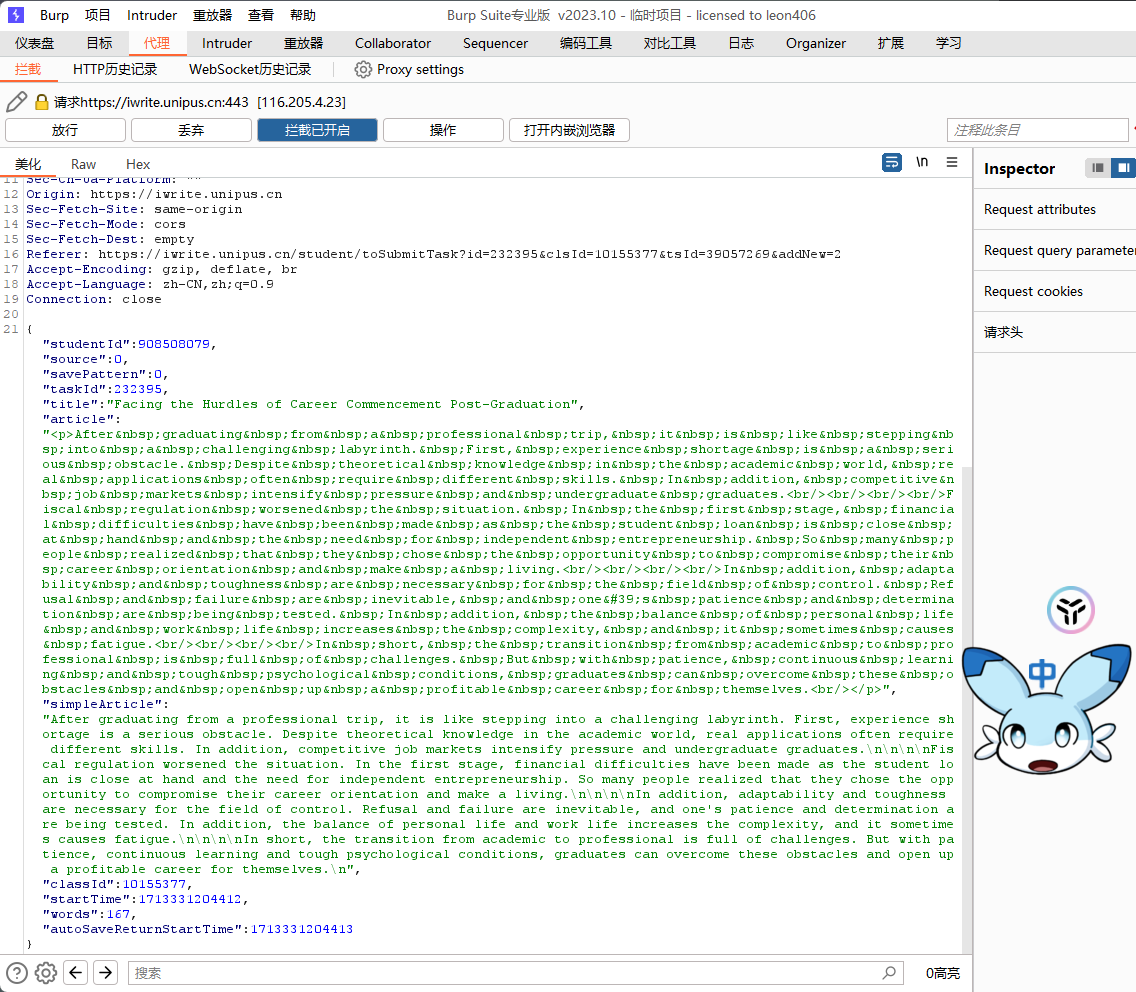 Burp 项目 Intruder 重放器 查看 帮助 Burp Suite专业版 v2023.10 - 临时项目 - licensed to leon406
仪表盘 目标 代理 Intruder 重放器 Collaborator Sequencer 编码工具 对比工具 日志 Organizer 扩展 学习
拦截 HTTP历史记录 WebSocket历史记录 Proxy settings
请求https://iwrite.unipus.cn:443 [116.205.4.23]
放行 丢弃 拦截已开启 操作 打开内嵌浏览器 注释此条目
美化 Raw Hex \n
Inspector
Request attributes
Request query parameter
Request cookies
请求头
11 Sec-Ch-Ua-Platform: ""
12 Origin: https://iwrite.unipus.cn
13 Sec-Fetch-Site: same-origin
14 Sec-Fetch-Mode: cors
15 Sec-Fetch-Dest: empty
16 Referer: https://iwrite.unipus.cn/student/toSubmitTask?id=232395&clsId=10155377&tsId=39057269&addNew=2
17 Accept-Encoding: gzip, deflate, br
18 Accept-Language: zh-CN,zh;q=0.9
19 Connection: close
20
21 {
"studentId":908508079,
"source":0,
"savePattern":0,
"taskId":232395,
"title":"Facing the Hurdles of Career Commencement Post-Graduation",
"article":
"<p>After&nbsp;graduating&nbsp;from&nbsp;a&nbsp;professional&nbsp;trip,&nbsp;it&nbsp;is&nbsp;like&nbsp;stepping&nb
sp;into&nbsp;a&nbsp;challenging&nbsp;labyrinth.&nbsp;First,&nbsp;experience&nbsp;shortage&nbsp;is&nbsp;a&nbsp;seri
ous&nbsp;obstacle.&nbsp;Despite&nbsp;theoretical&nbsp;knowledge&nbsp;in&nbsp;the&nbsp;academic&nbsp;world,&nbsp;re
al&nbsp;applications&nbsp;often&nbsp;require&nbsp;different&nbsp;skills.&nbsp;In&nbsp;addition,&nbsp;competitive&n
bsp;job&nbsp;markets&nbsp;intensify&nbsp;pressure&nbsp;and&nbsp;undergraduate&nbsp;graduates.<br/><br/><br/><br/>F
iscal&nbsp;regulation&nbsp;worsened&nbsp;the&nbsp;situation.&nbsp;In&nbsp;the&nbsp;first&nbsp;stage,&nbsp;financia
l&nbsp;difficulties&nbsp;have&nbsp;been&nbsp;made&nbsp;as&nbsp;the&nbsp;student&nbsp;loan&nbsp;is&nbsp;close&nbsp;
at&nbsp;hand&nbsp;and&nbsp;the&nbsp;need&nbsp;for&nbsp;independent&nbsp;entrepreneurship.&nbsp;So&nbsp;many&nbsp;p
eople&nbsp;realized&nbsp;that&nbsp;they&nbsp;chose&nbsp;the&nbsp;opportunity&nbsp;to&nbsp;compromise&nbsp;their&nb
sp;career&nbsp;orientation&nbsp;and&nbsp;make&nbsp;a&nbsp;living.<br/><br/><br/><br/>In&nbsp;addition,&nbsp;adapta
bility&nbsp;and&nbsp;toughness&nbsp;are&nbsp;necessary&nbsp;for&nbsp;the&nbsp;field&nbsp;of&nbsp;control.&nbsp;Ref
usal&nbsp;and&nbsp;failure&nbsp;are&nbsp;inevitable,&nbsp;and&nbsp;one&#39;s&nbsp;patience&nbsp;and&nbsp;determina
tion&nbsp;are&nbsp;being&nbsp;tested.&nbsp;In&nbsp;addition,&nbsp;the&nbsp;balance&nbsp;of&nbsp;personal&nbsp;life
&nbsp;and&nbsp;work&nbsp;life&nbsp;increases&nbsp;the&nbsp;complexity,&nbsp;and&nbsp;it&nbsp;sometimes&nbsp;causes
&nbsp;fatigue.<br/><br/><br/><br/>In&nbsp;short,&nbsp;the&nbsp;transition&nbsp;from&nbsp;academic&nbsp;to&nbsp;pro
fessional&nbsp;is&nbsp;full&nbsp;of&nbsp;challenges.&nbsp;But&nbsp;with&nbsp;patience,&nbsp;continuous&nbsp;learni
ng&nbsp;and&nbsp;tough&nbsp;psychological&nbsp;conditions,&nbsp;graduates&nbsp;can&nbsp;overcome&nbsp;these&nbsp;o
bstacles&nbsp;and&nbsp;open&nbsp;up&nbsp;a&nbsp;profitable&nbsp;career&nbsp;for&nbsp;themselves.<br/></p>",
"simpleArticle":
"After graduating from a professional trip, it is like stepping into a challenging labyrinth. First, experience sh
ortage is a serious obstacle. Despite theoretical knowledge in the academic world, real applications often require
different skills. In addition, competitive job markets intensify pressure and undergraduate graduates.\n\n\n\nFis
cal regulation worsened the situation. In the first stage, financial difficulties have been made as the student lo
an is close at hand and the need for independent entrepreneurship. So many people realized that they chose the opp
ortunity to compromise their career orientation and make a living.\n\n\n\nIn addition, adaptability and toughness
are necessary for the field of control. Refusal and failure are inevitable, and one's patience and determination a
re being tested. In addition, the balance of personal life and work life increases the complexity, and it sometime
s causes fatigue.\n\n\n\nIn short, the transition from academic to professional is full of challenges. But with pa
tience, continuous learning and tough psychological conditions, graduates can overcome these obstacles and open up
a profitable career for themselves.\n",
"classId":10155377,
"startTime":1713331204412,
"words":167,
"autoSaveReturnStartTime":1713331204413
}
中
搜索 0高亮